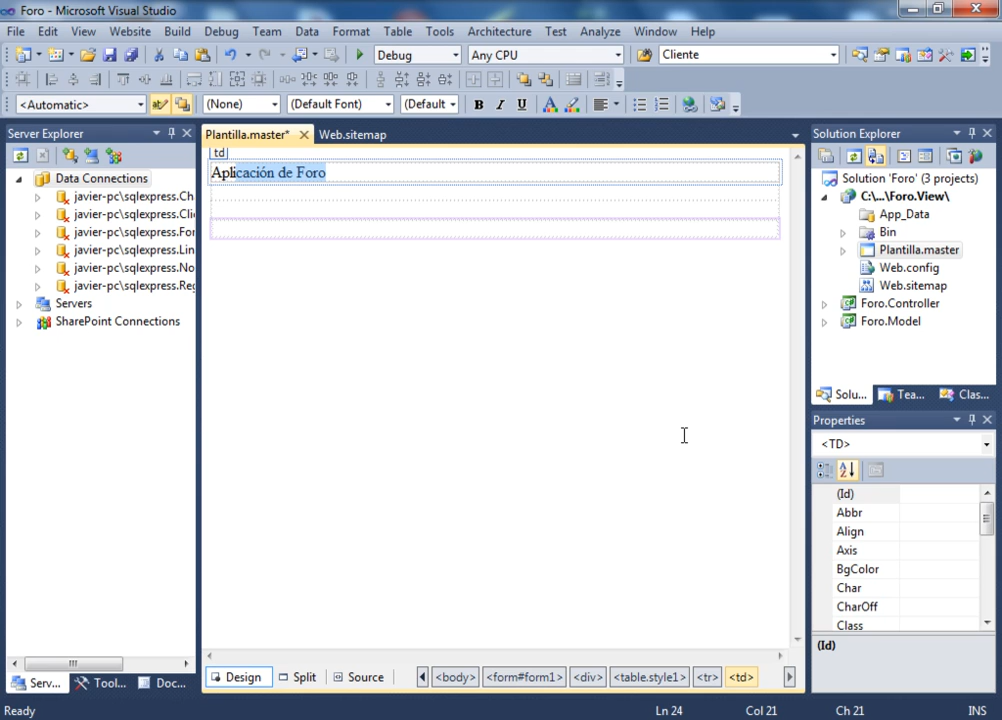 Foro - Microsoft Visual Studio
File Edit View Website Build Debug Team Data Format Table Tools Architecture Test Analyze Window Help
Debug Any CPU Cliente
<Automatic> (None) (Default Font) (Default B I U A
Server Explorer
Data Connections
javier-pc\sqlexpress.Ch
javier-pc\sqlexpress.Cli
javier-pc\sqlexpress.For
javier-pc\sqlexpress.Lin
javier-pc\sqlexpress.No
javier-pc\sqlexpress.Reg
Servers
SharePoint Connections
Serv... Tool... Doc...
Plantilla.master* Web.sitemap
td
Aplicación de Foro
Design Split Source <body> <form#form1> <div> <table.style1> <tr> <td>
Solution Explorer
Solution 'Foro' (3 projects)
C:\...\Foro.View\
App_Data
Bin
Plantilla.master
Web.config
Web.sitemap
Foro.Controller
Foro.Model
Solu... Tea... Clas...
Properties
<TD>
(Id)
Abbr
Align
Axis
BgColor
Char
CharOff
Class
(Id)
Ready Ln 24 Col 21 Ch 21 INS